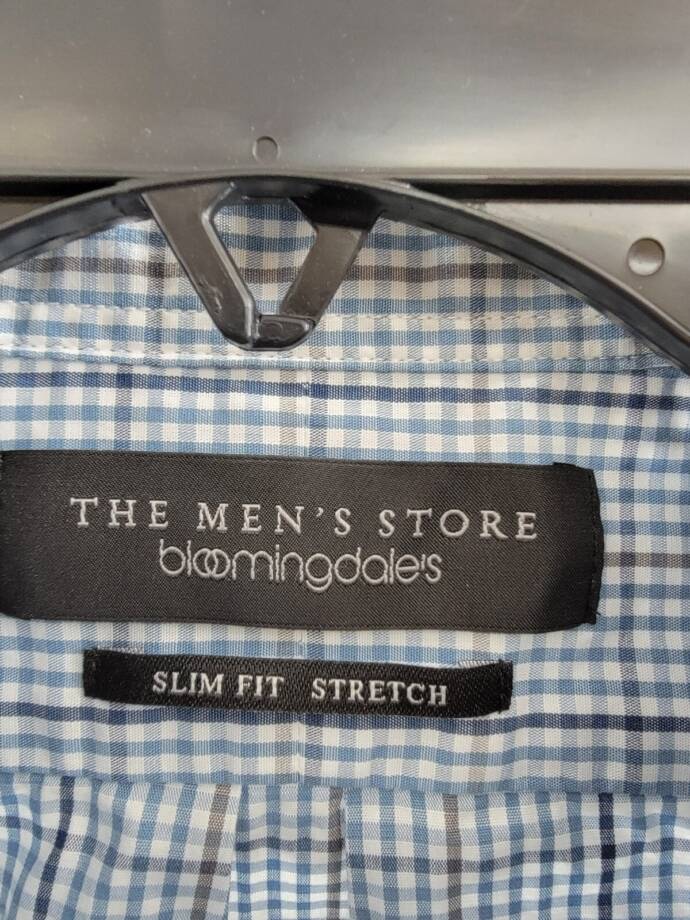 THE MEN'S STORE
bloomingdale's
SLIM FIT STRETCH